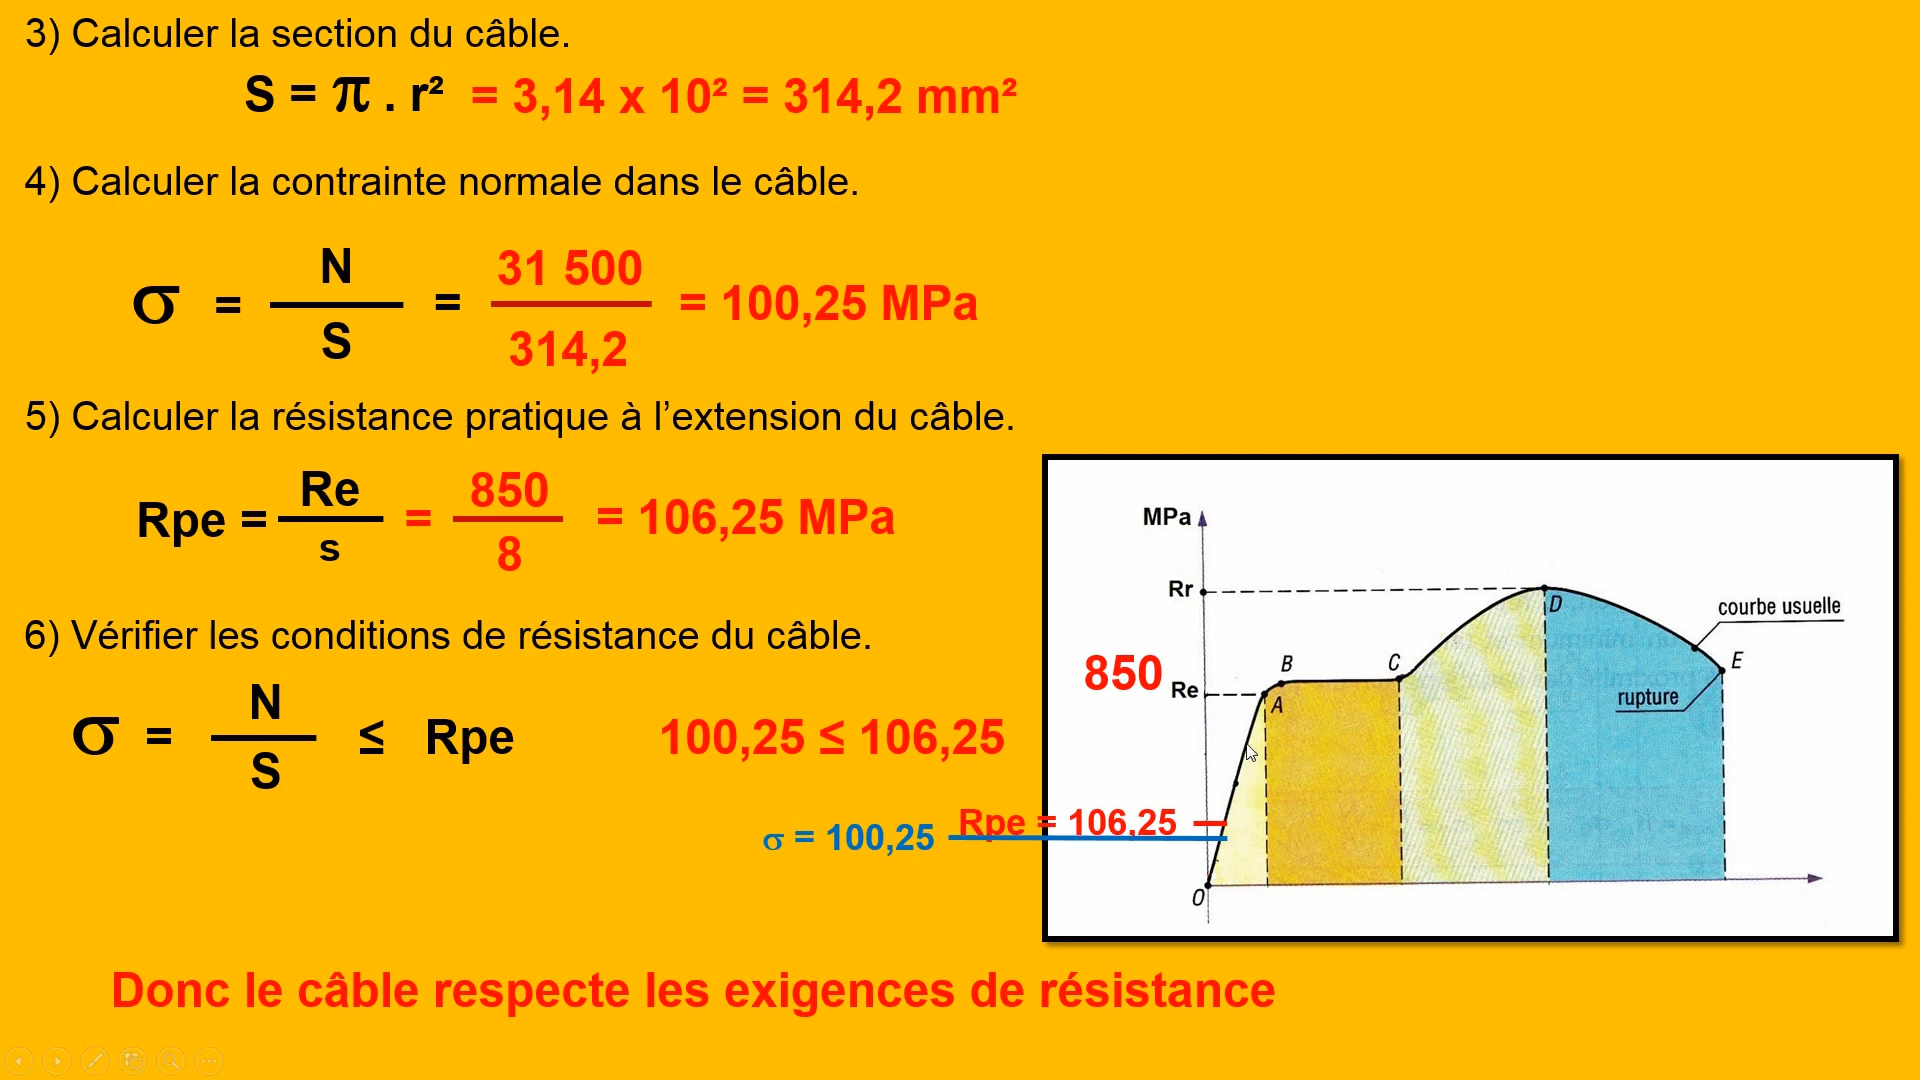 3) Calculer la section du câble.
S = π . r² = 3,14 x 10² = 314,2 mm²
4) Calculer la contrainte normale dans le câble.
σ = N / S = 31 500 / 314,2 = 100,25 MPa
5) Calculer la résistance pratique à l’extension du câble.
Rpe = Re / s = 850 / 8 = 106,25 MPa
6) Vérifier les conditions de résistance du câble.
σ = N / S ≤ Rpe 100,25 ≤ 106,25
MPa
Rr
D
courbe usuelle
850 Re
B
C
E
A
rupture
Rpe = 106,25
σ = 100,25
O
Donc le câble respecte les exigences de résistance